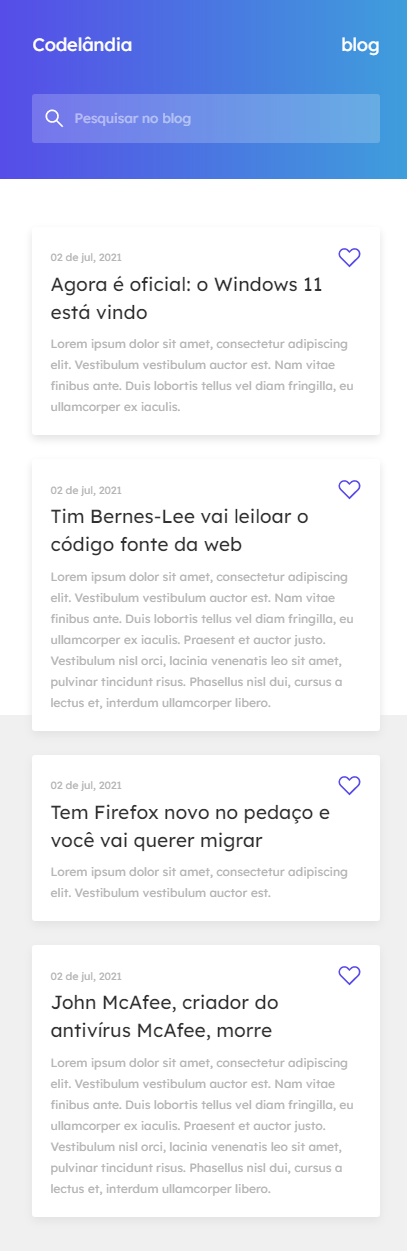 Codelândia
blog
Pesquisar no blog
02 de jul, 2021
Agora é oficial: o Windows 11
está vindo
Lorem ipsum dolor sit amet, consectetur adipiscing
elit. Vestibulum vestibulum auctor est. Nam vitae
finibus ante. Duis lobortis tellus vel diam fringilla, eu
ullamcorper ex iaculis.
02 de jul, 2021
Tim Bernes-Lee vai leiloar o
código fonte da web
Lorem ipsum dolor sit amet, consectetur adipiscing
elit. Vestibulum vestibulum auctor est. Nam vitae
finibus ante. Duis lobortis tellus vel diam fringilla, eu
ullamcorper ex iaculis. Praesent et auctor justo.
Vestibulum nisl orci, lacinia venenatis leo sit amet,
pulvinar tincidunt risus. Phasellus nisl dui, cursus a
lectus et, interdum ullamcorper libero.
02 de jul, 2021
Tem Firefox novo no pedaço e
você vai querer migrar
Lorem ipsum dolor sit amet, consectetur adipiscing
elit. Vestibulum vestibulum auctor est.
02 de jul, 2021
John McAfee, criador do
antivírus McAfee, morre
Lorem ipsum dolor sit amet, consectetur adipiscing
elit. Vestibulum vestibulum auctor est. Nam vitae
finibus ante. Duis lobortis tellus vel diam fringilla, eu
ullamcorper ex iaculis. Praesent et auctor justo.
Vestibulum nisl orci, lacinia venenatis leo sit amet,
pulvinar tincidunt risus. Phasellus nisl dui, cursus a
lectus et, interdum ullamcorper libero.